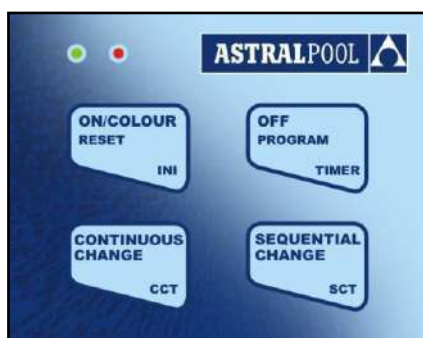 ASTRALPOOL
ON/COLOUR
RESET
INI
OFF
PROGRAM
TIMER
CONTINUOUS
CHANGE
CCT
SEQUENTIAL
CHANGE
SCT